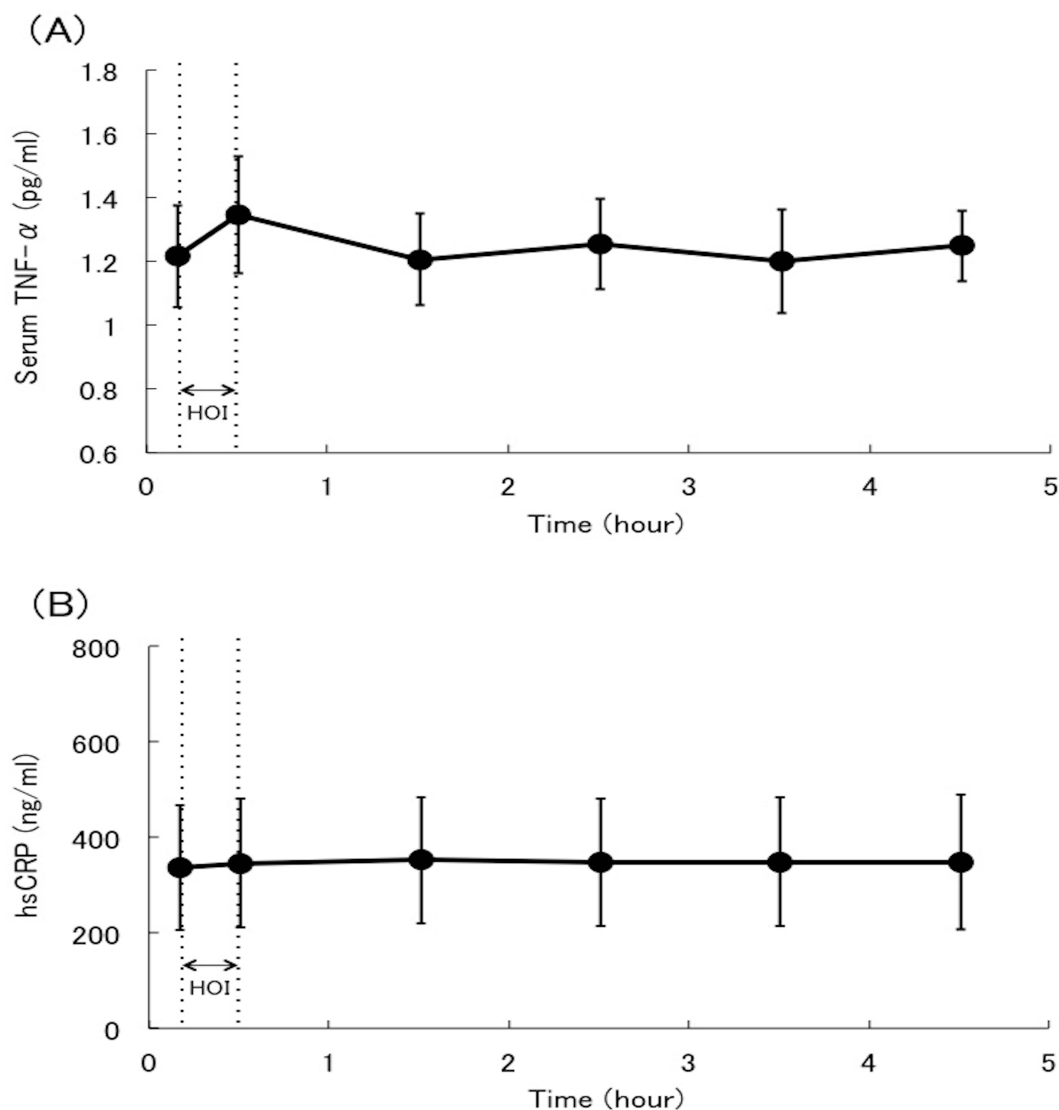 (A)
1.8
1.6
1.4
1.2
1
0.8
0.6
Serum TNF-α (pg/ml)
HOI
0 1 2 3 4 5
Time (hour)
(B)
800
600
400
200
0
hsCRP (ng/ml)
HOI
0 1 2 3 4 5
Time (hour)